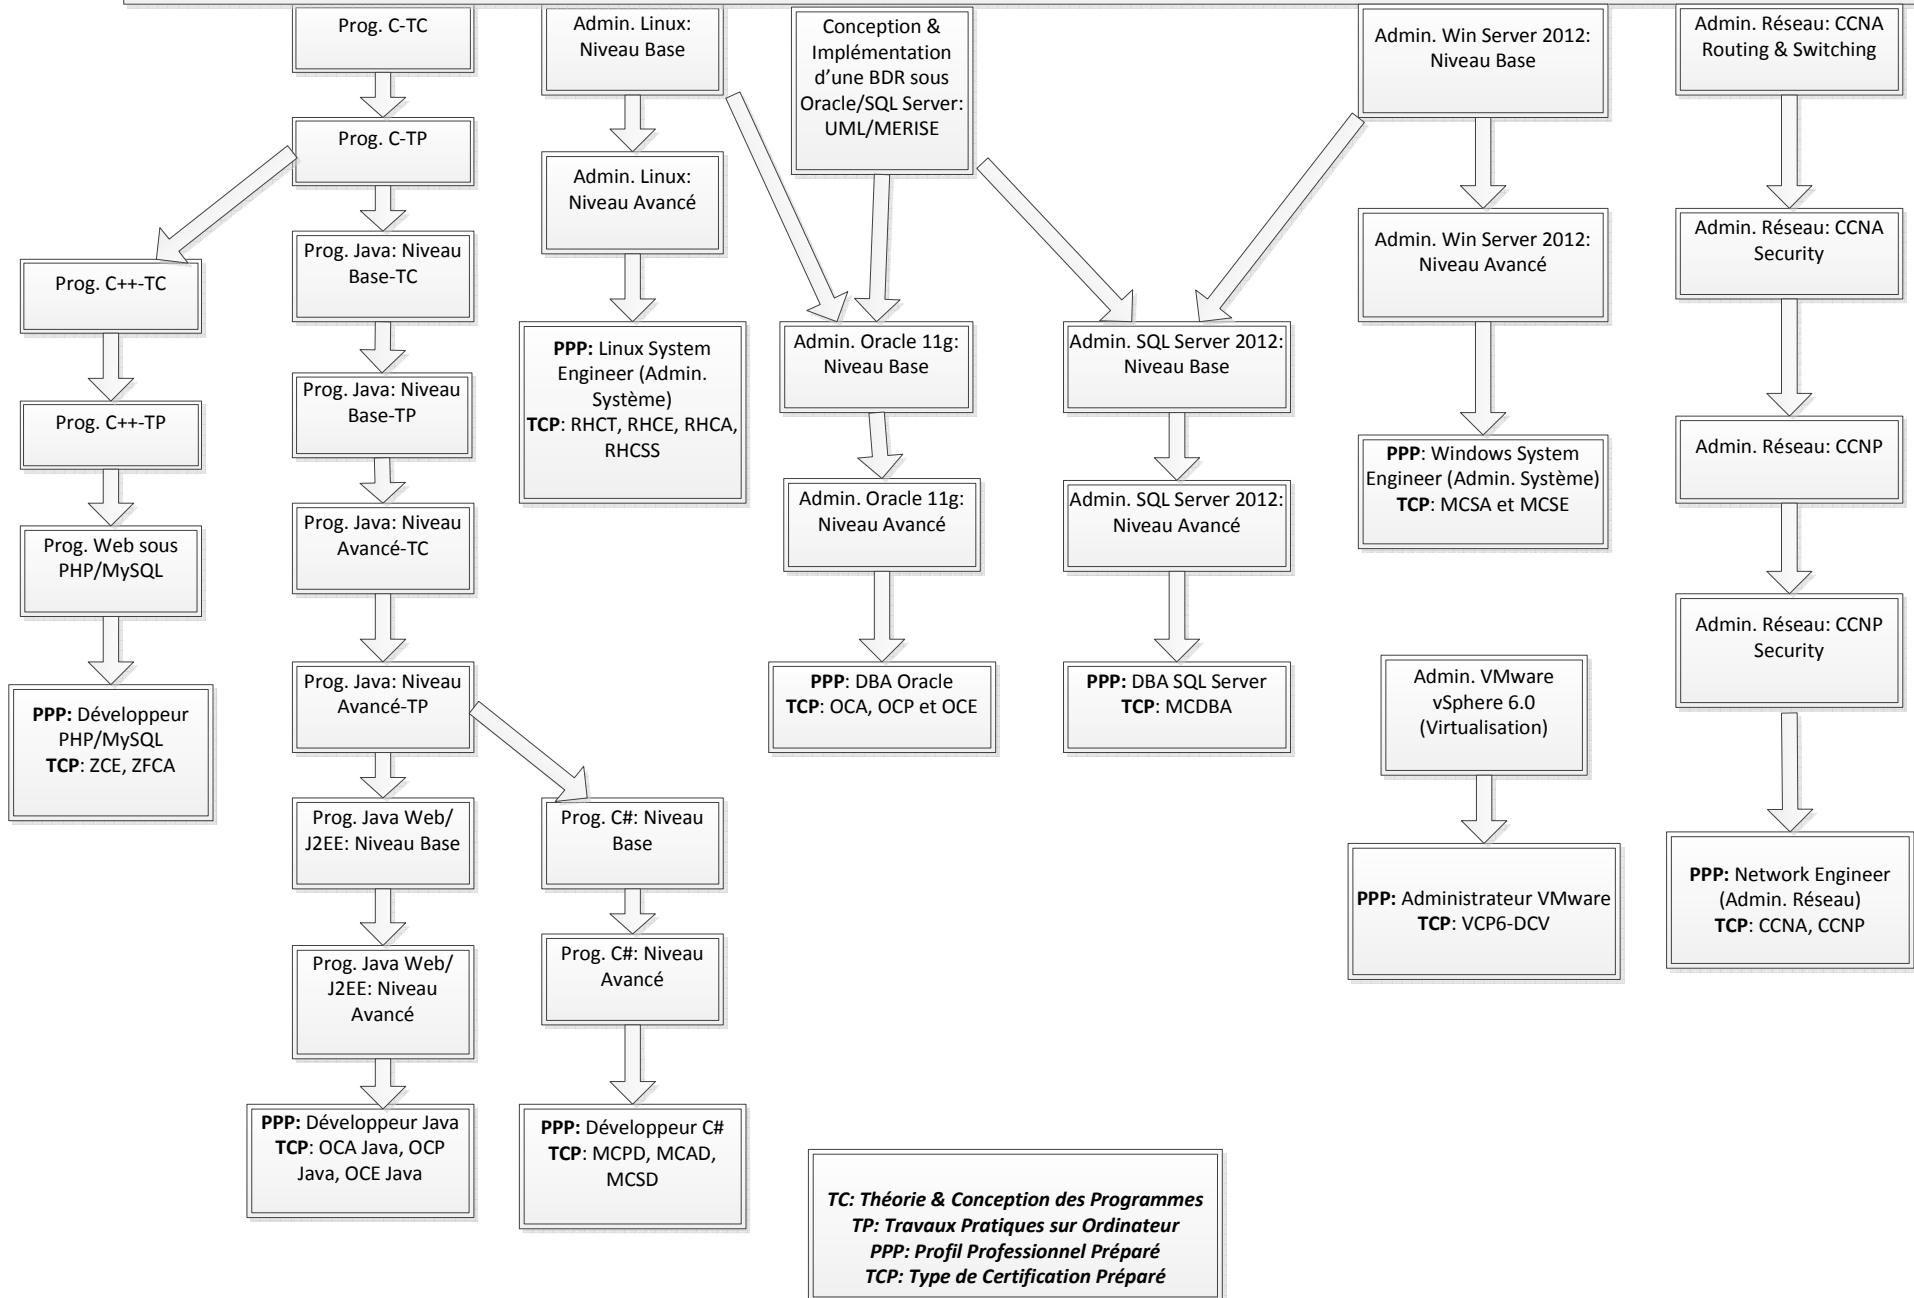 Prog. C-TC
Admin. Linux:
Niveau Base
Conception &
Implémentation
d'une BDR sous
Oracle/SQL Server:
UML/MERISE
Admin. Win Server 2012:
Niveau Base
Admin. Réseau: CCNA
Routing & Switching
Prog. C-TP
Admin. Linux:
Niveau Avancé
Admin. Win Server 2012:
Niveau Avancé
Admin. Réseau: CCNA
Security
Prog. C++-TC
Prog. Java: Niveau
Base-TC
PPP: Linux System
Engineer (Admin.
Système)
TCP: RHCT, RHCE, RHCA,
RHCSS
Admin. Oracle 11g:
Niveau Base
Admin. SQL Server 2012:
Niveau Base
Prog. C++-TP
Prog. Java: Niveau
Base-TP
PPP: Windows System
Engineer (Admin. Système)
TCP: MCSA et MCSE
Admin. Réseau: CCNP
Admin. Oracle 11g:
Niveau Avancé
Admin. SQL Server 2012:
Niveau Avancé
Prog. Web sous
PHP/MySQL
Prog. Java: Niveau
Avancé-TC
Admin. Réseau: CCNP
Security
PPP: Développeur
PHP/MySQL
TCP: ZCE, ZFCA
Prog. Java: Niveau
Avancé-TP
PPP: DBA Oracle
TCP: OCA, OCP et OCE
PPP: DBA SQL Server
TCP: MCDBA
Admin. VMware
vSphere 6.0
(Virtualisation)
Prog. Java Web/
J2EE: Niveau Base
Prog. C#: Niveau
Base
PPP: Administrateur VMware
TCP: VCP6-DCV
PPP: Network Engineer
(Admin. Réseau)
TCP: CCNA, CCNP
Prog. Java Web/
J2EE: Niveau
Avancé
Prog. C#: Niveau
Avancé
PPP: Développeur Java
TCP: OCA Java, OCP
Java, OCE Java
PPP: Développeur C#
TCP: MCPD, MCAD,
MCSD
TC: Théorie & Conception des Programmes
TP: Travaux Pratiques sur Ordinateur
PPP: Profil Professionnel Préparé
TCP: Type de Certification Préparé